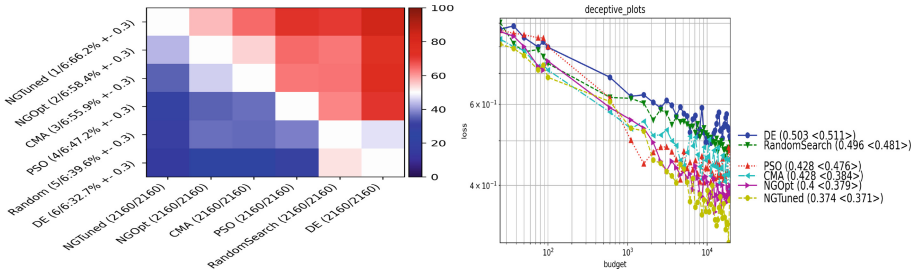 NGTuned (1/6:66.2% +- 0.3)
NGOpt (2/6:58.4% +- 0.3)
CMA (3/6:55.9% +- 0.3)
PSO (4/6:47.2% +- 0.3)
Random (5/6:39.6% +- 0.3)
DE (6/6:32.7% +- 0.3)
NGTuned (2160/2160)
NGOpt (2160/2160)
CMA (2160/2160)
PSO (2160/2160)
RandomSearch (2160/2160)
DE (2160/2160)
100
80
60
40
20
0
deceptive_plots
loss
6 × 10⁻¹
4 × 10⁻¹
10²
10³
10⁴
budget
DE (0.503 <0.511>)
RandomSearch (0.496 <0.481>)
PSO (0.428 <0.476>)
CMA (0.428 <0.384>)
NGOpt (0.4 <0.379>)
NGTuned (0.374 <0.371>)